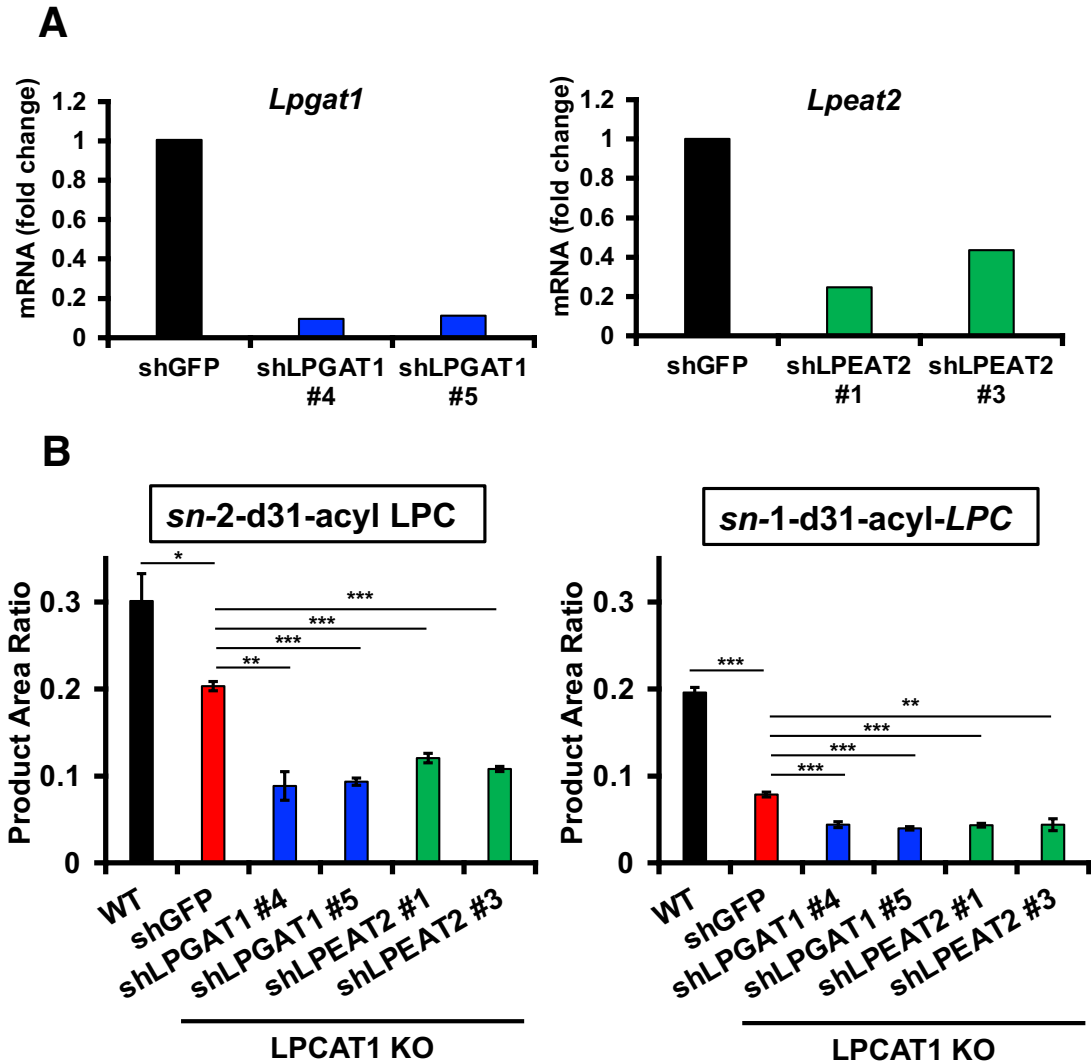 A
Lpgat1
mRNA (fold change)
1.2
1
0.8
0.6
0.4
0.2
0
shGFP
shLPGAT1
#4
shLPGAT1
#5
Lpeat2
mRNA (fold change)
1.2
1
0.8
0.6
0.4
0.2
0
shGFP
shLPEAT2
#1
shLPEAT2
#3
B
sn-2-d31-acyl LPC
Product Area Ratio
0.3
0.2
0.1
0
*
***
***
***
**
WT
shGFP
shLPGAT1 #4
shLPGAT1 #5
shLPEAT2 #1
shLPEAT2 #3
LPCAT1 KO
sn-1-d31-acyl-LPC
Product Area Ratio
0.3
0.2
0.1
0
***
**
***
***
***
WT
shGFP
shLPGAT1 #4
shLPGAT1 #5
shLPEAT2 #1
shLPEAT2 #3
LPCAT1 KO